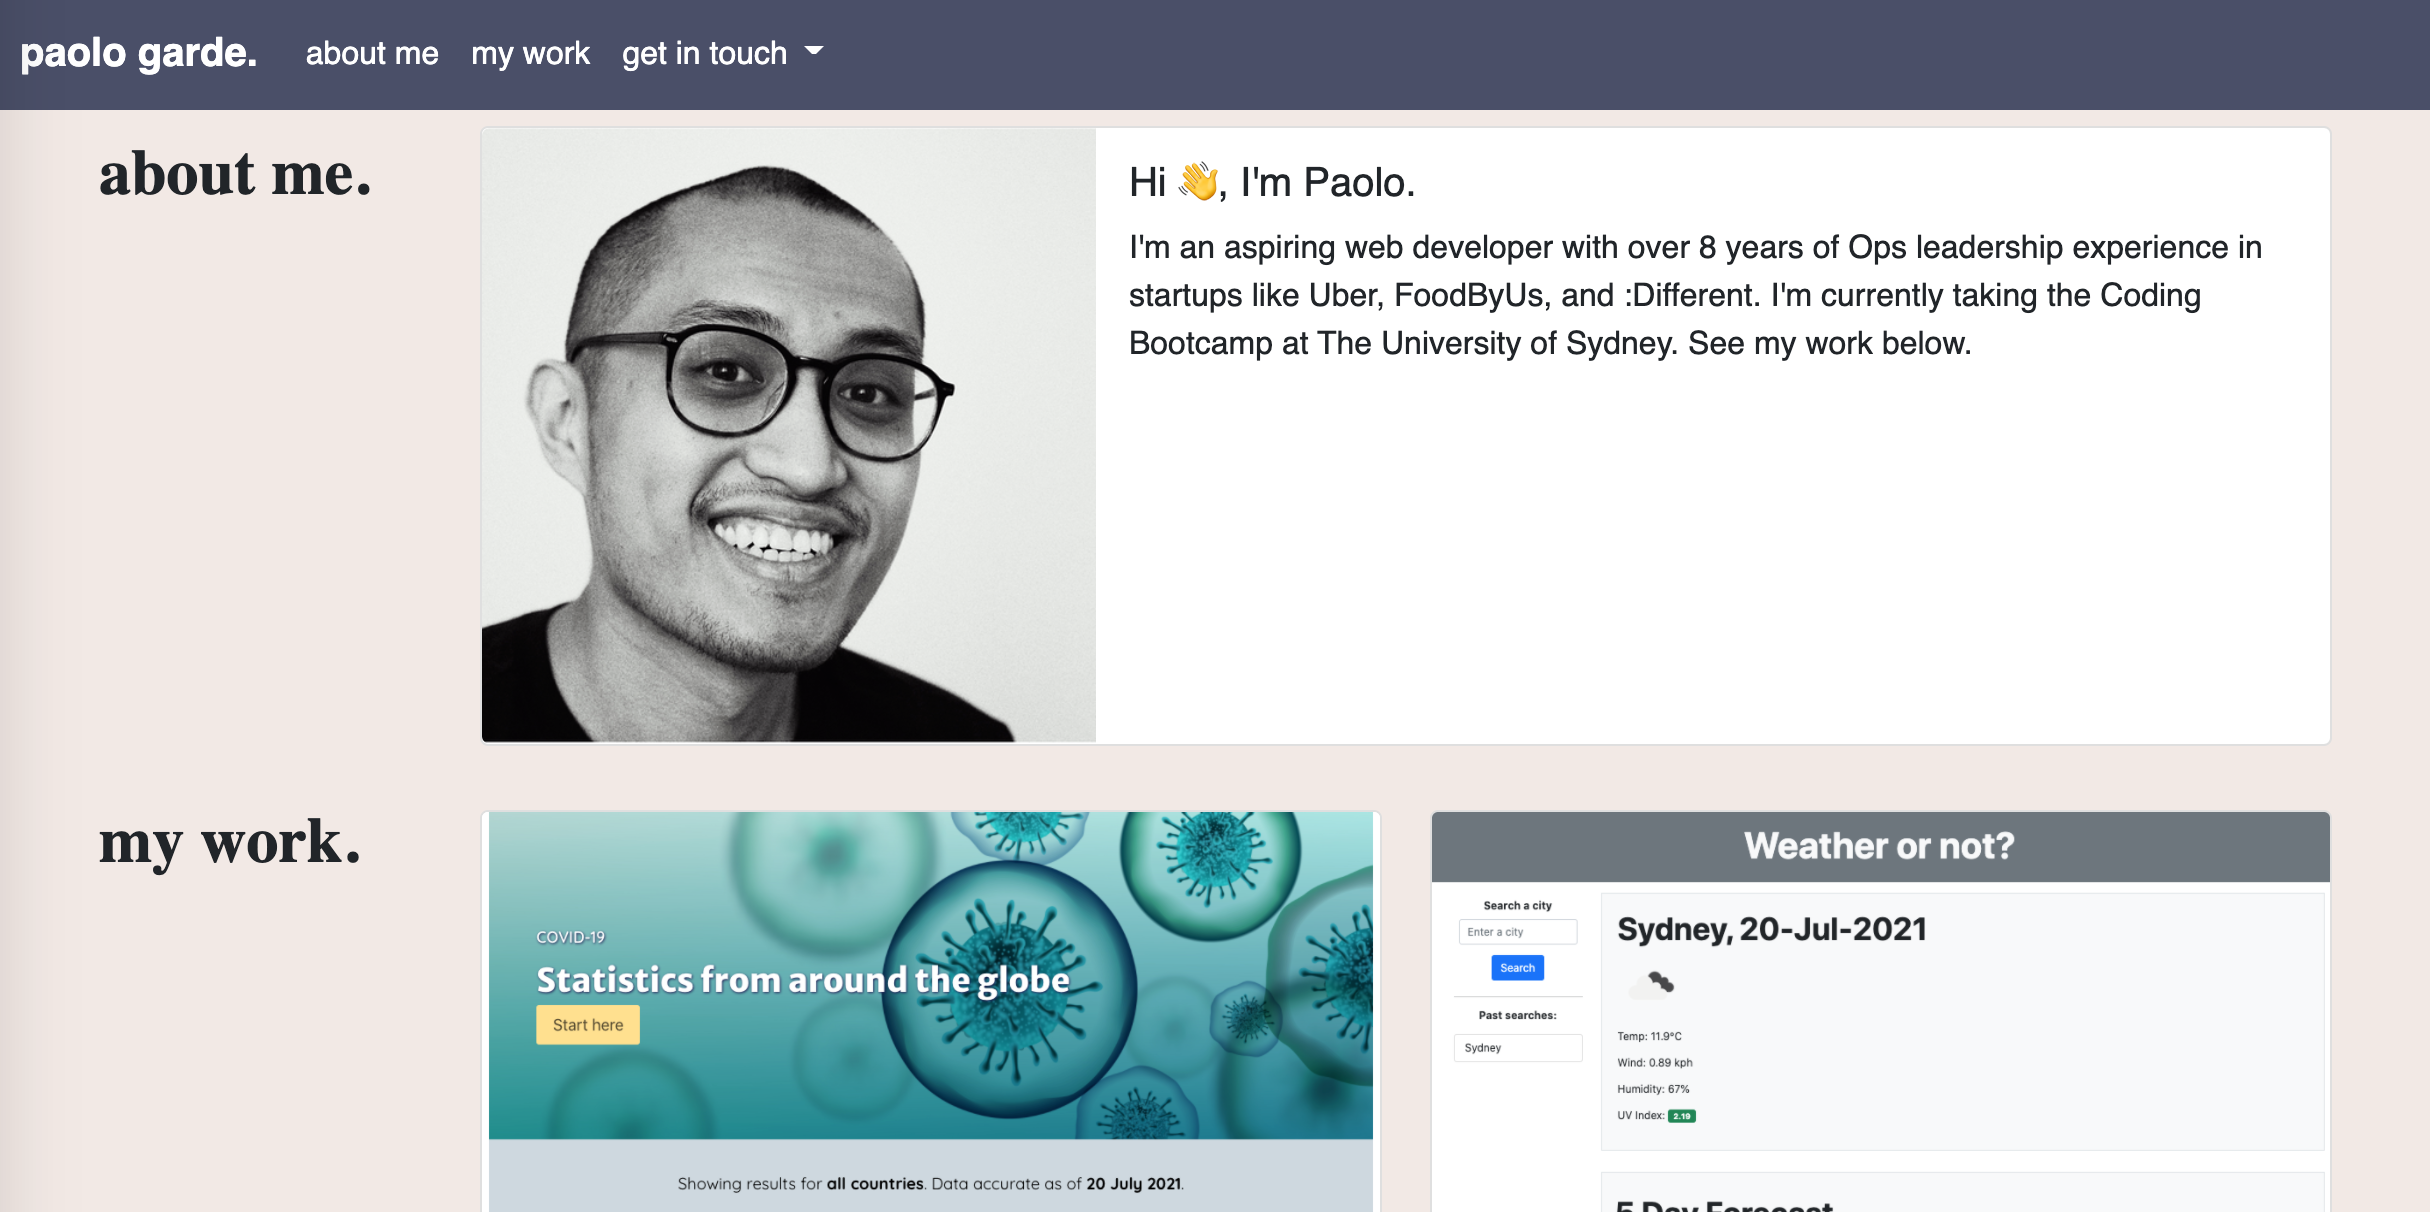 paolo garde. about me my work get in touch
about me.
Hi 👋, I'm Paolo.
I'm an aspiring web developer with over 8 years of Ops leadership experience in
startups like Uber, FoodByUs, and :Different. I'm currently taking the Coding
Bootcamp at The University of Sydney. See my work below.
my work.
COVID-19
Statistics from around the globe
Start here
Showing results for all countries. Data accurate as of 20 July 2021.
Weather or not?
Search a city
Enter a city
Search
Past searches:
Sydney
Sydney, 20-Jul-2021
Temp: 11.9°C
Wind: 0.89 kph
Humidity: 67%
UV Index: 2.19
5 Day Forecast